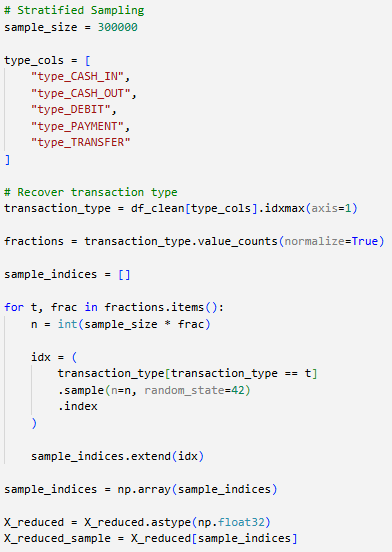 # Stratified Sampling
sample_size = 300000
type_cols = [
"type_CASH_IN",
"type_CASH_OUT",
"type_DEBIT",
"type_PAYMENT",
"type_TRANSFER"
]
# Recover transaction type
transaction_type = df_clean[type_cols].idxmax(axis=1)
fractions = transaction_type.value_counts(normalize=True)
sample_indices = []
for t, frac in fractions.items():
n = int(sample_size * frac)
idx = (
transaction_type[transaction_type == t]
.sample(n=n, random_state=42)
.index
)
sample_indices.extend(idx)
sample_indices = np.array(sample_indices)
X_reduced = X_reduced.astype(np.float32)
X_reduced_sample = X_reduced[sample_indices]